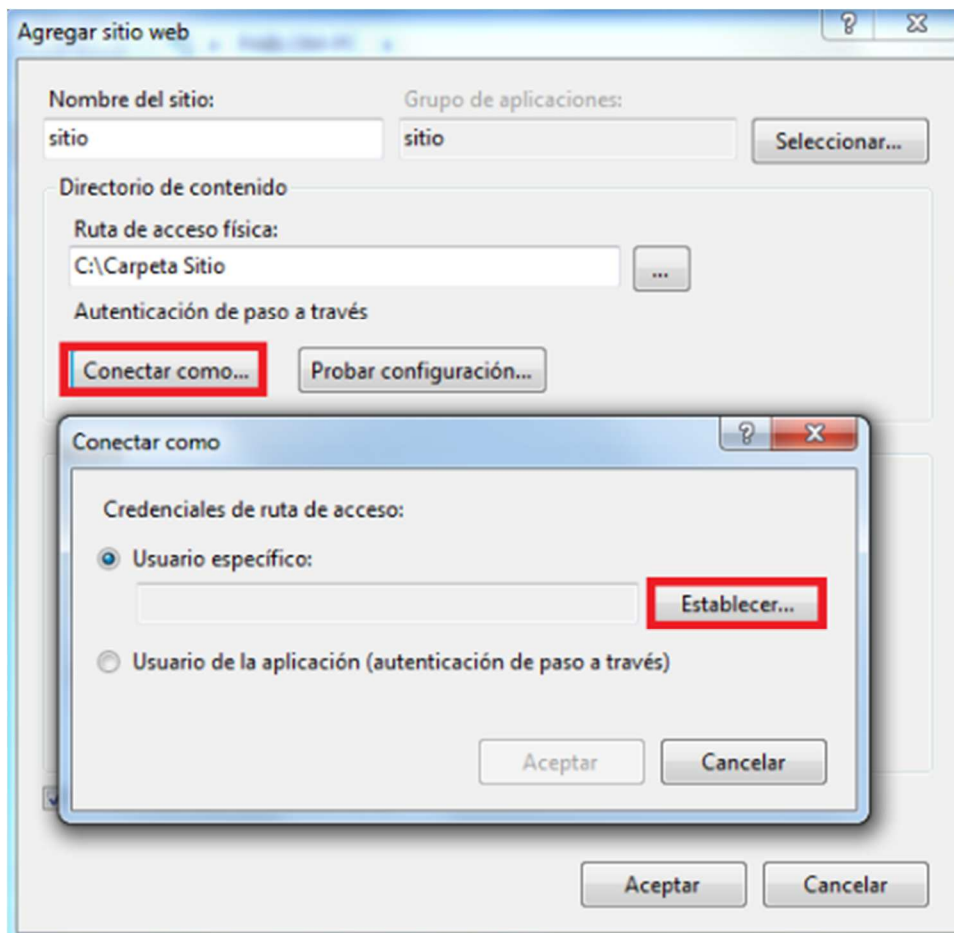 Agregar sitio web
Nombre del sitio:
Grupo de aplicaciones:
sitio
sitio
Seleccionar...
Directorio de contenido
Ruta de acceso física:
C:\Carpeta Sitio
...
Autenticación de paso a través
Conectar como...
Probar configuración...
Conectar como
Credenciales de ruta de acceso:
Usuario específico:
Establecer...
Usuario de la aplicación (autenticación de paso a través)
Aceptar
Cancelar
Aceptar
Cancelar